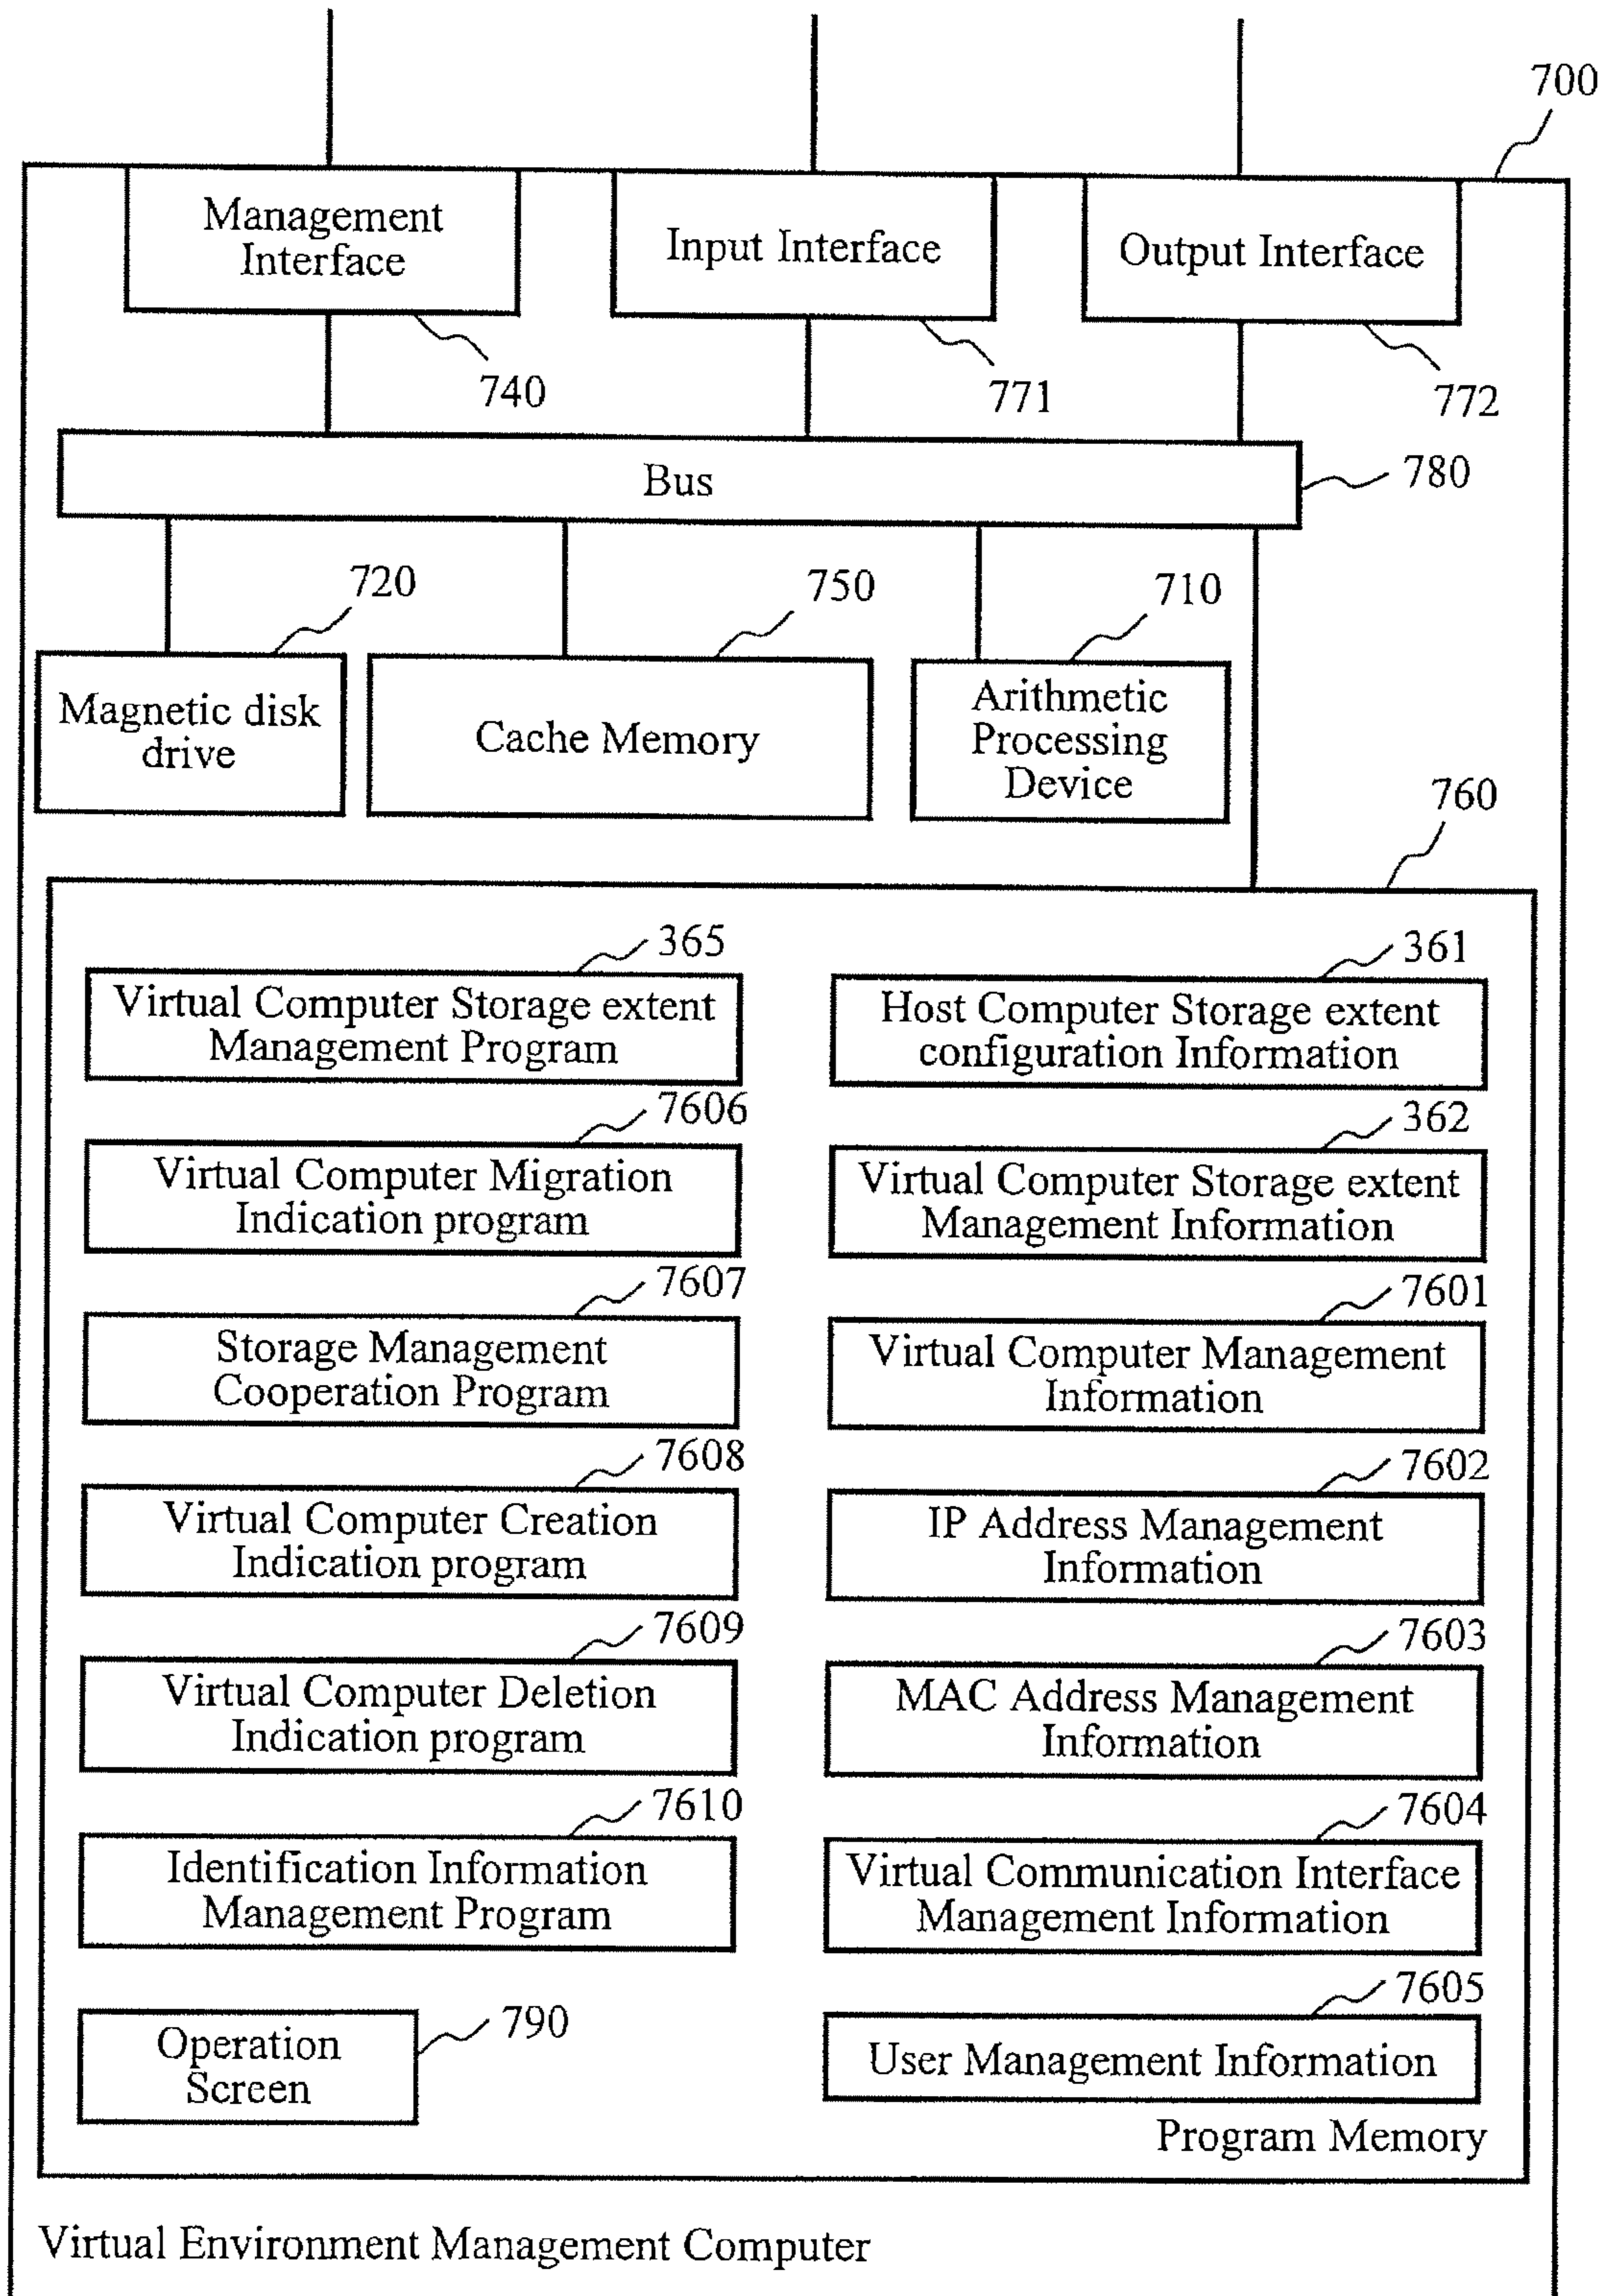 700
Management
Interface
Input Interface
Output Interface
740
771
772
Bus
780
720
750
710
Magnetic disk
drive
Cache Memory
Arithmetic
Processing
Device
760
365
Virtual Computer Storage extent
Management Program
361
Host Computer Storage extent
configuration Information
7606
Virtual Computer Migration
Indication program
362
Virtual Computer Storage extent
Management Information
7607
Storage Management
Cooperation Program
7601
Virtual Computer Management
Information
7608
Virtual Computer Creation
Indication program
7602
IP Address Management
Information
7609
Virtual Computer Deletion
Indication program
7603
MAC Address Management
Information
7610
Identification Information
Management Program
7604
Virtual Communication Interface
Management Information
790
Operation
Screen
7605
User Management Information
Program Memory
Virtual Environment Management Computer